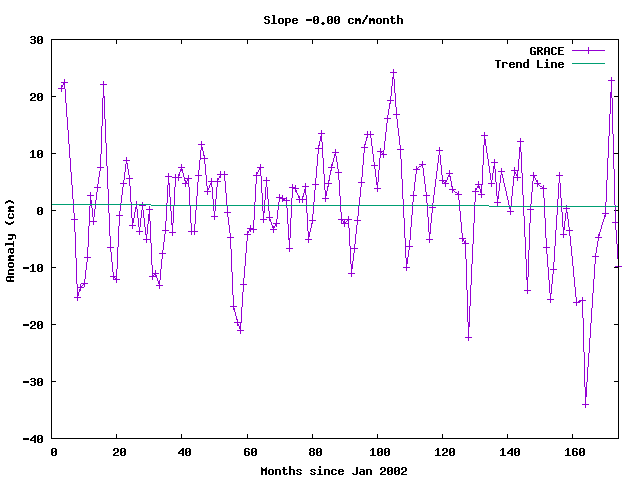 Slope -0.00 cm/month
GRACE
Trend Line
30
20
10
0
-10
-20
-30
-40
Anomaly (cm)
0 20 40 60 80 100 120 140 160
Months since Jan 2002